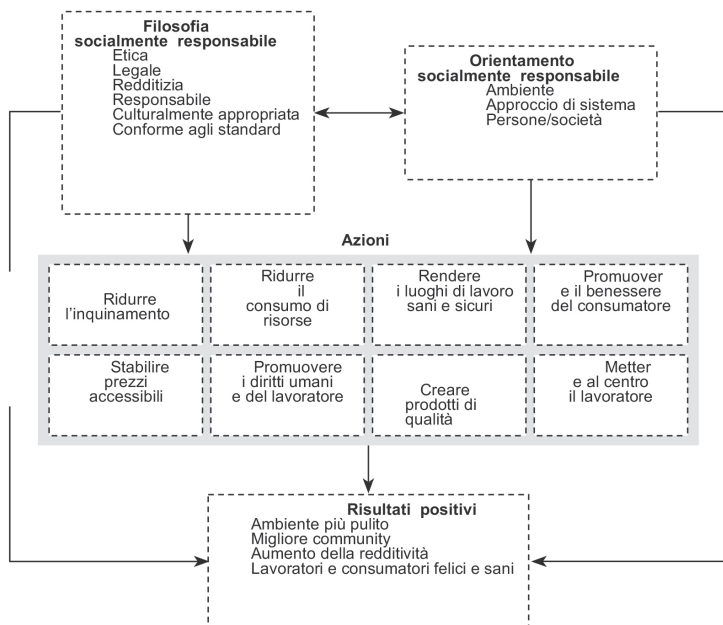 Filosofia
socialmente responsabile
Etica
Legale
Redditizia
Responsabile
Culturalmente appropriata
Conforme agli standard
Orientamento
socialmente responsabile
Ambiente
Approccio di sistema
Persone/società
Azioni
Ridurre
l’inquinamento
Ridurre
il
consumo di
risorse
Rendere
i luoghi di lavoro
sani e sicuri
Promuover
e il benessere
del consumatore
Stabilire
prezzi
accessibili
Promuovere
i diritti umani
e del lavoratore
Creare
prodotti di
qualità
Metter
e al centro
il lavoratore
Risultati positivi
Ambiente più pulito
Migliore community
Aumento della redditività
Lavoratori e consumatori felici e sani